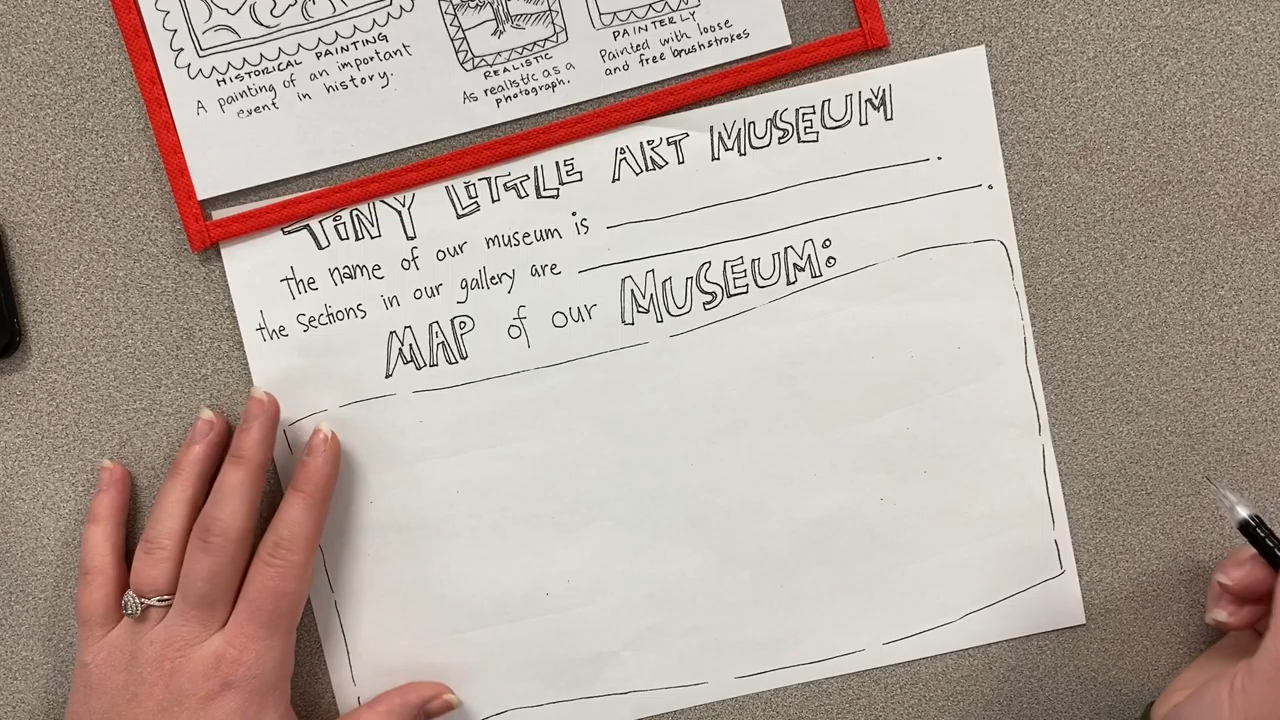 HISTORICAL PAINTING
A painting of an important
event in history.
REALISTIC
As realistic as a
photograph.
PAINTERLY
Painted with loose
and free brushstrokes
TiNY LiTTLE ART MUSEUM
the name of our museum is .
the Sections in our gallery are .
MAP of our MUSEUM: